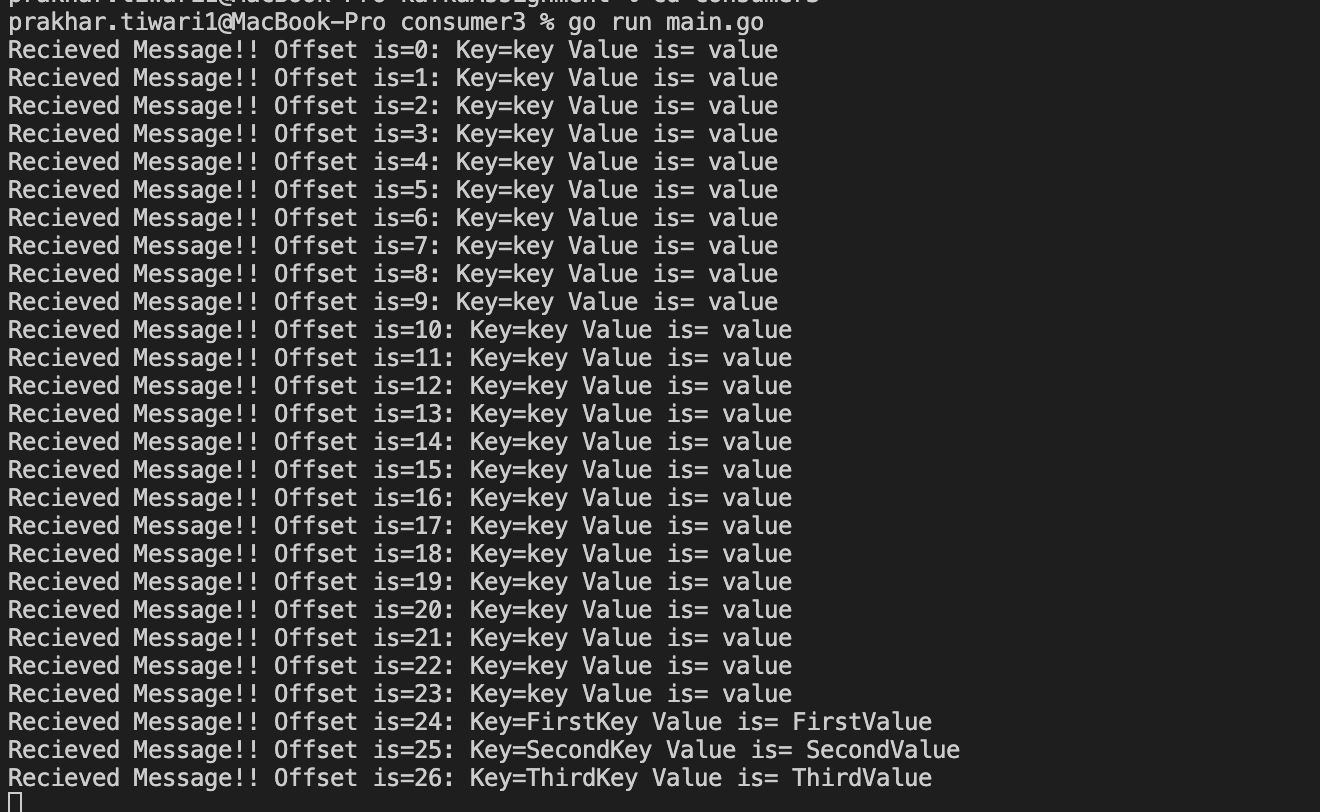 prakhar.tiwari1@MacBook-Pro consumer3 % go run main.go
Recieved Message!! Offset is=0: Key=key Value is= value
Recieved Message!! Offset is=1: Key=key Value is= value
Recieved Message!! Offset is=2: Key=key Value is= value
Recieved Message!! Offset is=3: Key=key Value is= value
Recieved Message!! Offset is=4: Key=key Value is= value
Recieved Message!! Offset is=5: Key=key Value is= value
Recieved Message!! Offset is=6: Key=key Value is= value
Recieved Message!! Offset is=7: Key=key Value is= value
Recieved Message!! Offset is=8: Key=key Value is= value
Recieved Message!! Offset is=9: Key=key Value is= value
Recieved Message!! Offset is=10: Key=key Value is= value
Recieved Message!! Offset is=11: Key=key Value is= value
Recieved Message!! Offset is=12: Key=key Value is= value
Recieved Message!! Offset is=13: Key=key Value is= value
Recieved Message!! Offset is=14: Key=key Value is= value
Recieved Message!! Offset is=15: Key=key Value is= value
Recieved Message!! Offset is=16: Key=key Value is= value
Recieved Message!! Offset is=17: Key=key Value is= value
Recieved Message!! Offset is=18: Key=key Value is= value
Recieved Message!! Offset is=19: Key=key Value is= value
Recieved Message!! Offset is=20: Key=key Value is= value
Recieved Message!! Offset is=21: Key=key Value is= value
Recieved Message!! Offset is=22: Key=key Value is= value
Recieved Message!! Offset is=23: Key=key Value is= value
Recieved Message!! Offset is=24: Key=FirstKey Value is= FirstValue
Recieved Message!! Offset is=25: Key=SecondKey Value is= SecondValue
Recieved Message!! Offset is=26: Key=ThirdKey Value is= ThirdValue